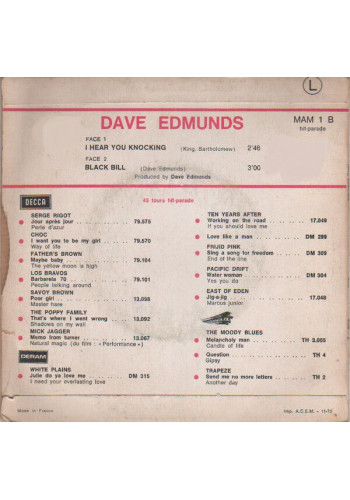 L
DAVE EDMUNDS
MAM 1 B
hit-parade
FACE 1
I HEAR YOU KNOCKING (King, Bartholomew) 2'46
FACE 2
BLACK BILL (Dave Edmunds) 3'00
Produced by Dave Edmunds
DECCA
45 tours hit-parade
SERGE RIGOT
Jour après jour 79.575
Perle d'azur
CHOC
I want you to be my girl 79.570
Way of life
FATHER'S BROWN
Maybe baby 79.104
The yellow moon is high
LOS BRAVOS
Barbarela 70 79.101
People talking around
SAVOY BROWN
Poor girl 13.098
Master hare
THE POPPY FAMILY
That's where I went wrong 13.092
Shadows on my wall
MICK JAGGER
Memo from turner 13.067
Natural magic (du film : « Performance »)
DERAM
WHITE PLAINS
Julie do ya love me DM 315
I need your everlasting love
TEN YEARS AFTER
Working on the road 17.049
If you should love me
Love like a man DM 299
FRIJID PINK
Sing a song for freedom DM 305
End of the line
PACIFIC DRIFT
Water woman DM 304
Yes you do
EAST OF EDEN
Jig-a-jig 17.048
Marcus junior
THE MOODY BLUES
Melancholy man TH 3.003
Candle of life
Question TH 4
Gipsy
TRAPEZE
Send me no more letters TH 2
Another day
Made in France
Imp. A.C.E.M. - 11-70